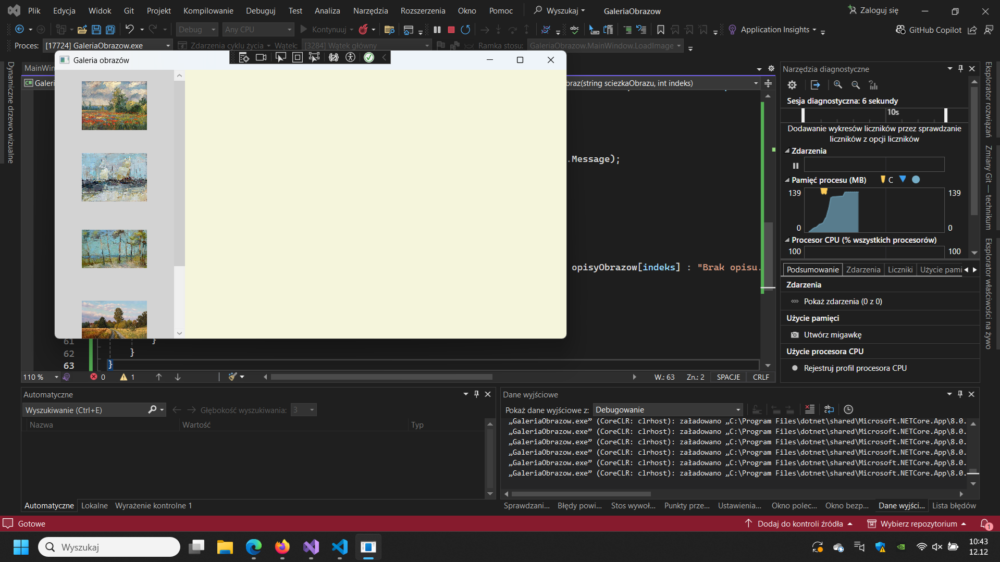 Plik Edycja Widok Git Projekt Kompilowanie Debuguj Test Analiza Narzędzia Rozszerzenia Okno Pomoc Wyszukaj GaleriaObrazow Zaloguj się
Debug Any CPU Kontynuuj Application Insights GitHub Copilot
Proces: [17724] GaleriaObrazow.exe Zdarzenia cyklu życia Wątek: [3284] Wątek główny Ramka stosu: GaleriaObrazow.MainWindow.LoadImage
Galeria obrazów
MainWin
C# Galeri
braz(string sciezkaObrazu, int indeks)
.Message);
opisyObrazow[indeks] : "Brak opisu.
61 }
62 }
63 }
110 % 0 1 W.: 63 Zn.: 2 SPACJE CRLF
Dynamiczne drzewo wizualne
Narzędzia diagnostyczne
Sesja diagnostyczna: 6 sekundy
10s
Dodawanie wykresów liczników przez sprawdzanie
liczników z opcji liczników
Zdarzenia
Pamięć procesu (MB) C
139 139
0 0
Procesor CPU (% wszystkich procesorów)
100 100
Podsumowanie Zdarzenia Liczniki Użycie pami
Zdarzenia
Pokaż zdarzenia (0 z 0)
Użycie pamięci
Utwórz migawkę
Użycie procesora CPU
Rejestruj profil procesora CPU
Eksplorator rozwiązań
Zmiany Git — technikum
Eksplorator właściwości na żywo
Automatyczne
Wyszukiwanie (Ctrl+E) Głębokość wyszukiwania: 3
Nazwa Wartość Typ
Automatyczne Lokalne Wyrażenie kontrolne 1
Dane wyjściowe
Pokaż dane wyjściowe z: Debugowanie
„GaleriaObrazow.exe” (CoreCLR: clrhost): załadowano „C:\Program Files\dotnet\shared\Microsoft.NETCore.App\8.0.
„GaleriaObrazow.exe” (CoreCLR: clrhost): załadowano „C:\Program Files\dotnet\shared\Microsoft.NETCore.App\8.0.
„GaleriaObrazow.exe” (CoreCLR: clrhost): załadowano „C:\Program Files\dotnet\shared\Microsoft.NETCore.App\8.0.
„GaleriaObrazow.exe” (CoreCLR: clrhost): załadowano „C:\Program Files\dotnet\shared\Microsoft.NETCore.App\8.0.
„GaleriaObrazow.exe” (CoreCLR: clrhost): załadowano „C:\Program Files\dotnet\shared\Microsoft.NETCore.App\8.0.
„GaleriaObrazow.exe” (CoreCLR: clrhost): załadowano „C:\Program Files\dotnet\shared\Microsoft.NETCore.App\8.0.
Sprawdzani... Błędy powi... Stos wywoł... Punkty prze... Ustawienia... Okno polec... Okno bezp... Dane wyjści... Lista błędów
Gotowe Dodaj do kontroli źródła Wybierz repozytorium 1
Wyszukaj
10:43
12.12